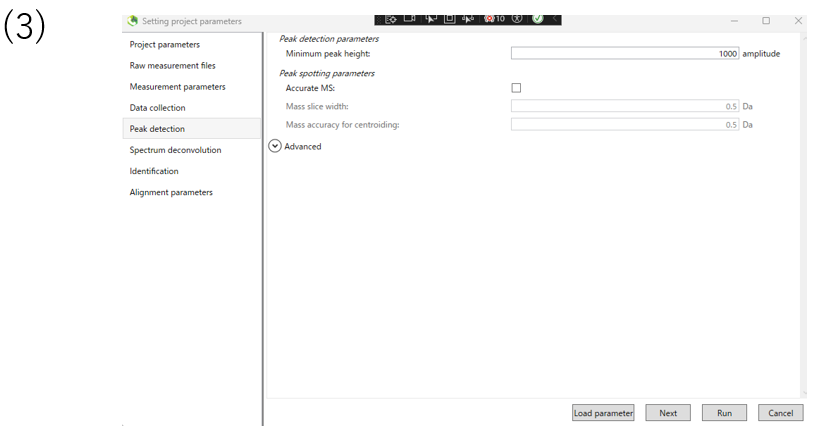 (3)
Setting project parameters
10
Project parameters
Raw measurement files
Measurement parameters
Data collection
Peak detection
Spectrum deconvolution
Identification
Alignment parameters
Peak detection parameters
Minimum peak height: 1000 amplitude
Peak spotting parameters
Accurate MS:
Mass slice width: 0.5 Da
Mass accuracy for centroiding: 0.5 Da
Advanced
Load parameter Next Run Cancel